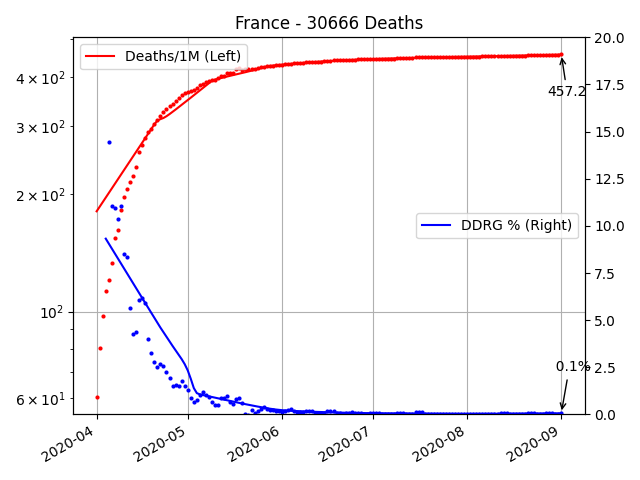 France - 30666 Deaths
Deaths/1M (Left)
DDRG % (Right)
457.2
0.1%
4 × 10²
3 × 10²
2 × 10²
10²
6 × 10¹
20.0
17.5
15.0
12.5
10.0
7.5
5.0
2.5
0.0
2020-04
2020-05
2020-06
2020-07
2020-08
2020-09